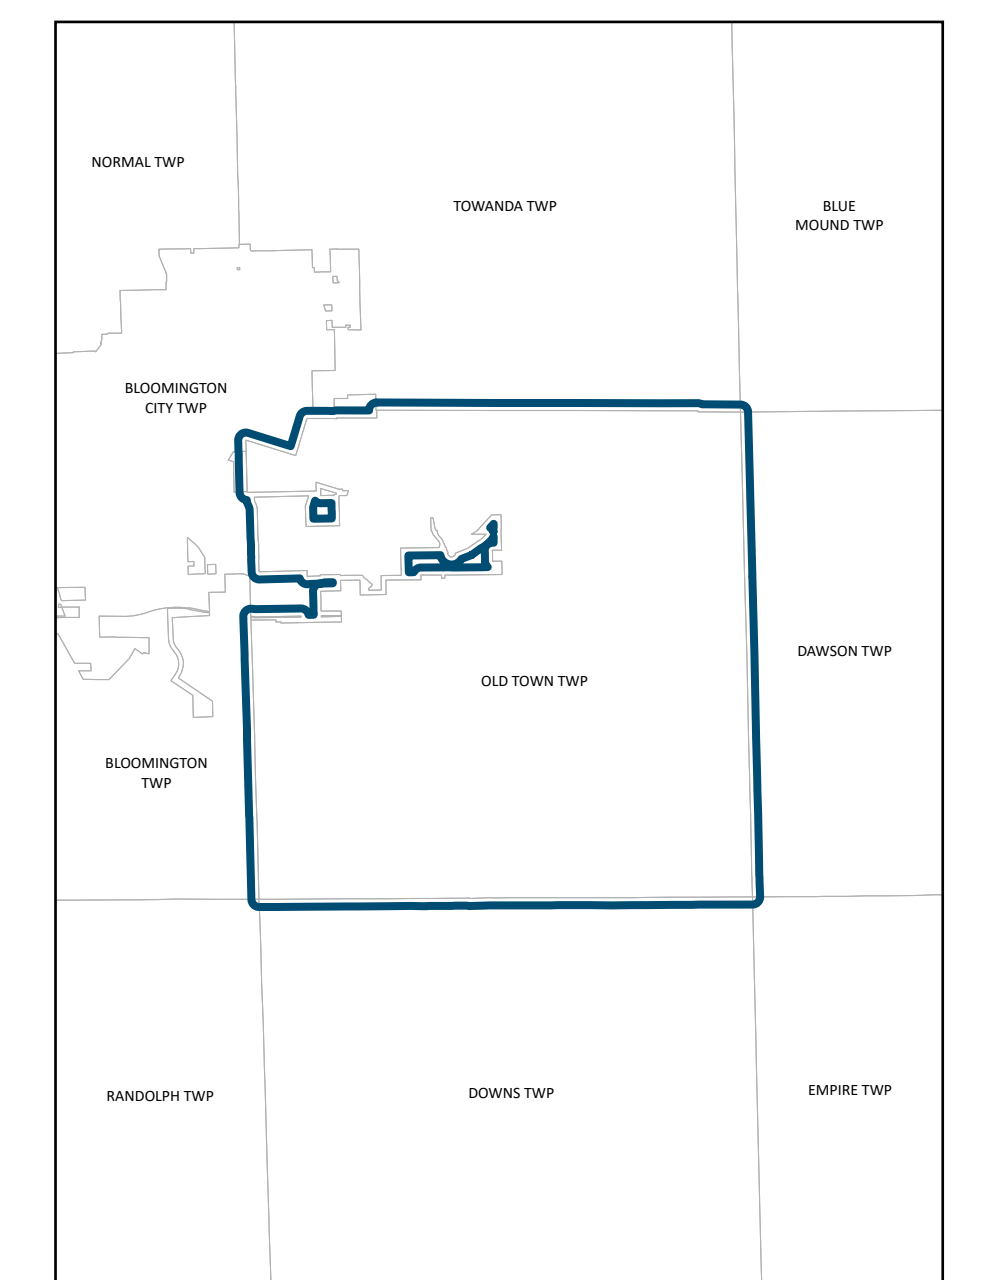 NORMAL TWP
TOWANDA TWP
BLUE
MOUND TWP
BLOOMINGTON
CITY TWP
DAWSON TWP
OLD TOWN TWP
BLOOMINGTON
TWP
RANDOLPH TWP
DOWNS TWP
EMPIRE TWP